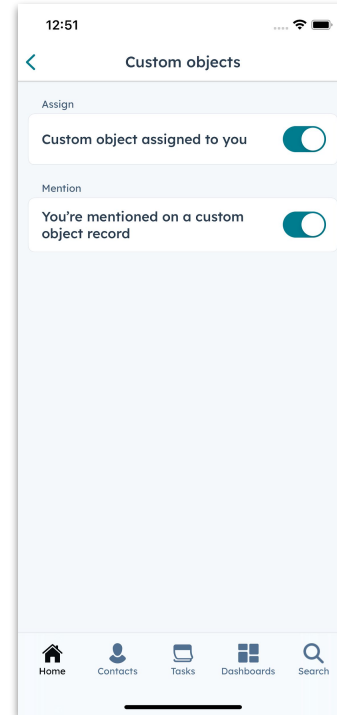 12:51
Custom objects
Assign
Custom object assigned to you
Mention
You’re mentioned on a custom
object record
Home
Contacts
Tasks
Dashboards
Search